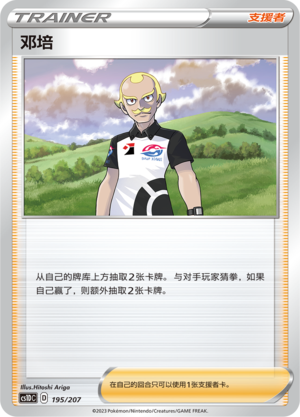 TRAINER
支援者
邓培
从自己的牌库上方抽取2张卡牌。与对手玩家猜拳，如果
自己赢了，则额外抽取2张卡牌。
Illus.Hitoshi Ariga
CS1DC D 195/207
在自己的回合只可以使用1张支援者卡。
©2023 Pokémon/Nintendo/Creatures/GAME FREAK.